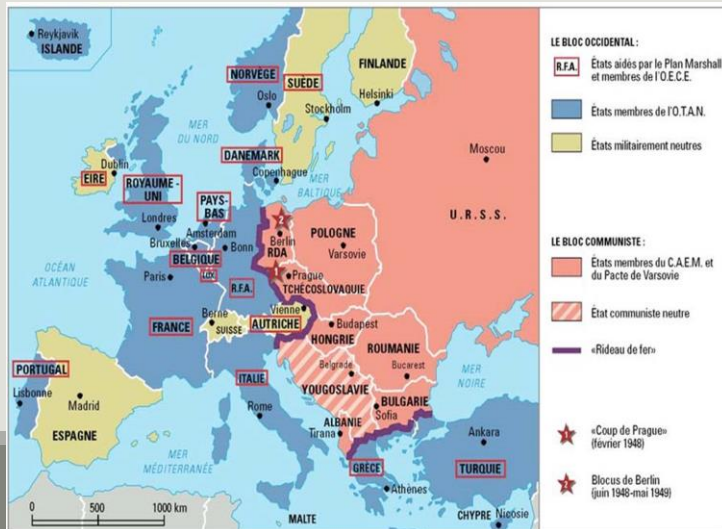 Reykjavik
ISLANDE
NORVÈGE
Oslo
SUÈDE
Stockholm
FINLANDE
Helsinki
MER
DU NORD
DANEMARK
Copenhague
MER
BALTIQUE
Moscou
U.R.S.S.
Dublin
EIRE
ROYAUME-
UNI
Londres
PAYS-
BAS
Amsterdam
Bruxelles
BELGIQUE
LUX.
Bonn
R.F.A.
2
Berlin
RDA
POLOGNE
Varsovie
1
Prague
TCHÉCOSLOVAQUIE
OCÉAN
ATLANTIQUE
Paris
FRANCE
Berne
SUISSE
Vienne
AUTRICHE
Budapest
HONGRIE
ROUMANIE
Belgrade
Bucarest
YOUGOSLAVIE
BULGARIE
Sofia
ALBANIE
Tirana
MER
NOIRE
PORTUGAL
Lisbonne
Madrid
ESPAGNE
ITALIE
Rome
MER
MÉDITERRANÉE
GRÈCE
Athènes
Ankara
TURQUIE
MALTE
CHYPRE
Nicosie
0 500 1000 km
LE BLOC OCCIDENTAL :
R.F.A.
États aidés par le Plan Marshall
et membres de l'O.E.C.E.
États membres de l'O.T.A.N.
États militairement neutres
LE BLOC COMMUNISTE :
États membres du C.A.E.M. et
du Pacte de Varsovie
État communiste neutre
«Rideau de fer»
1
«Coup de Prague»
(février 1948)
2
Blocus de Berlin
(juin 1948-mai 1949)